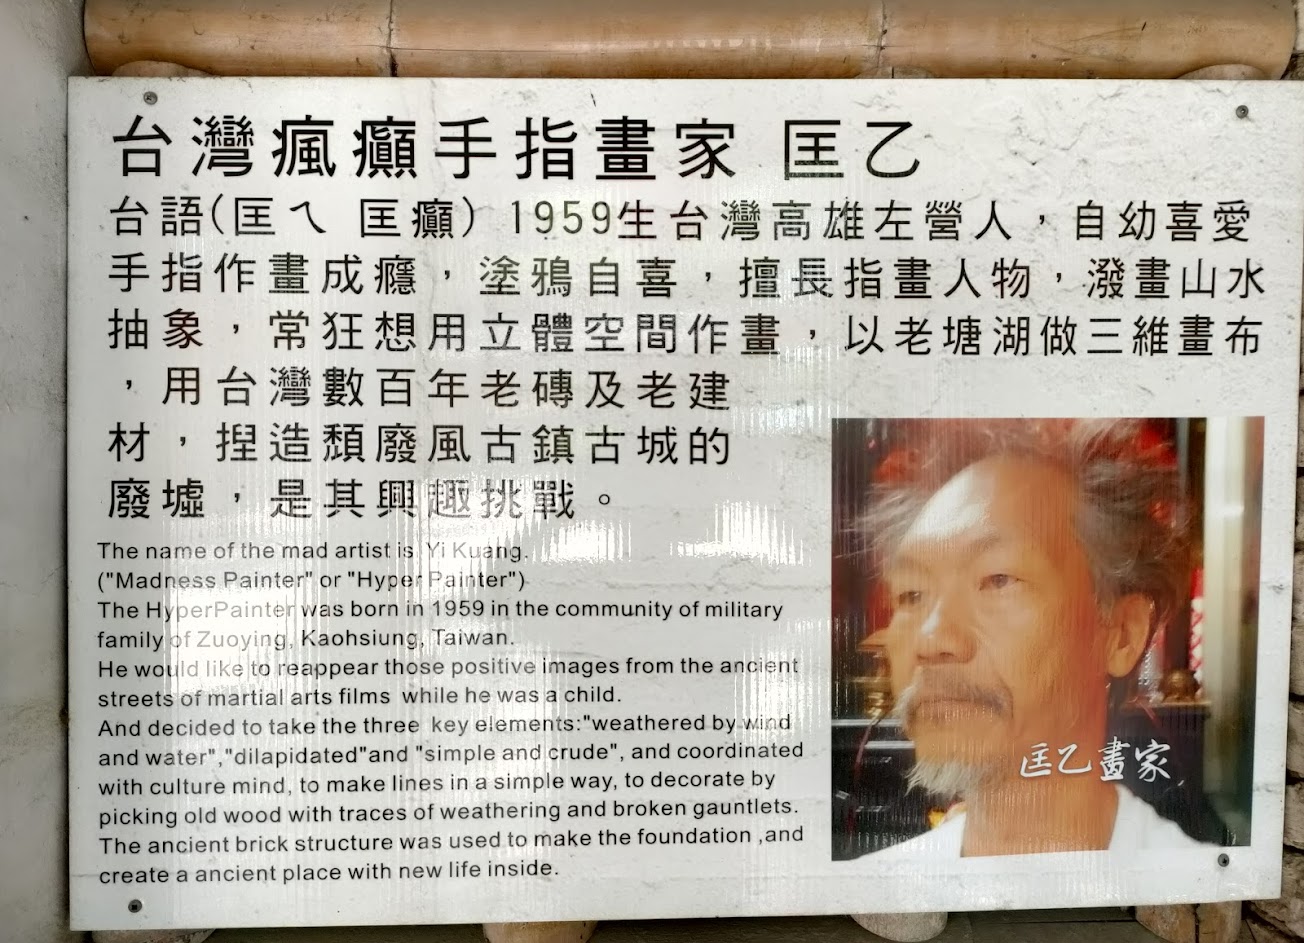 台灣瘋癲手指畫家 匡乙
台語(匡ㄟ 匡癲) 1959生台灣高雄左營人，自幼喜愛
手指作畫成癮，塗鴉自喜，擅長指畫人物，潑畫山水
抽象，常狂想用立體空間作畫，以老塘湖做三維畫布
，用台灣數百年老磚及老建
材，捏造頹廢風古鎮古城的
廢墟，是其興趣挑戰。
The name of the mad artist is Yi Kuang.
("Madness Painter" or "Hyper Painter")
The HyperPainter was born in 1959 in the community of military
family of Zuoying, Kaohsiung, Taiwan.
He would like to reappear those positive images from the ancient
streets of martial arts films while he was a child.
And decided to take the three key elements:"weathered by wind
and water","dilapidated"and "simple and crude", and coordinated
with culture mind, to make lines in a simple way, to decorate by
picking old wood with traces of weathering and broken gauntlets.
The ancient brick structure was used to make the foundation ,and
create a ancient place with new life inside.
匡乙畫家